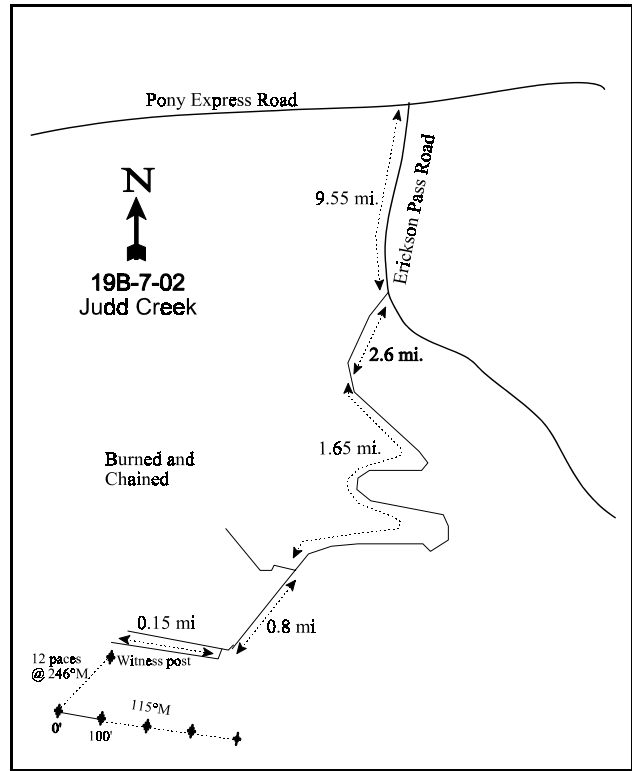 Pony Express Road
N
9.55 mi.
Erickson Pass Road
19B-7-02
Judd Creek
2.6 mi.
1.65 mi.
Burned and
Chained
0.15 mi
0.8 mi
12 paces
@ 246°M
Witness post
115°M
0'
100'